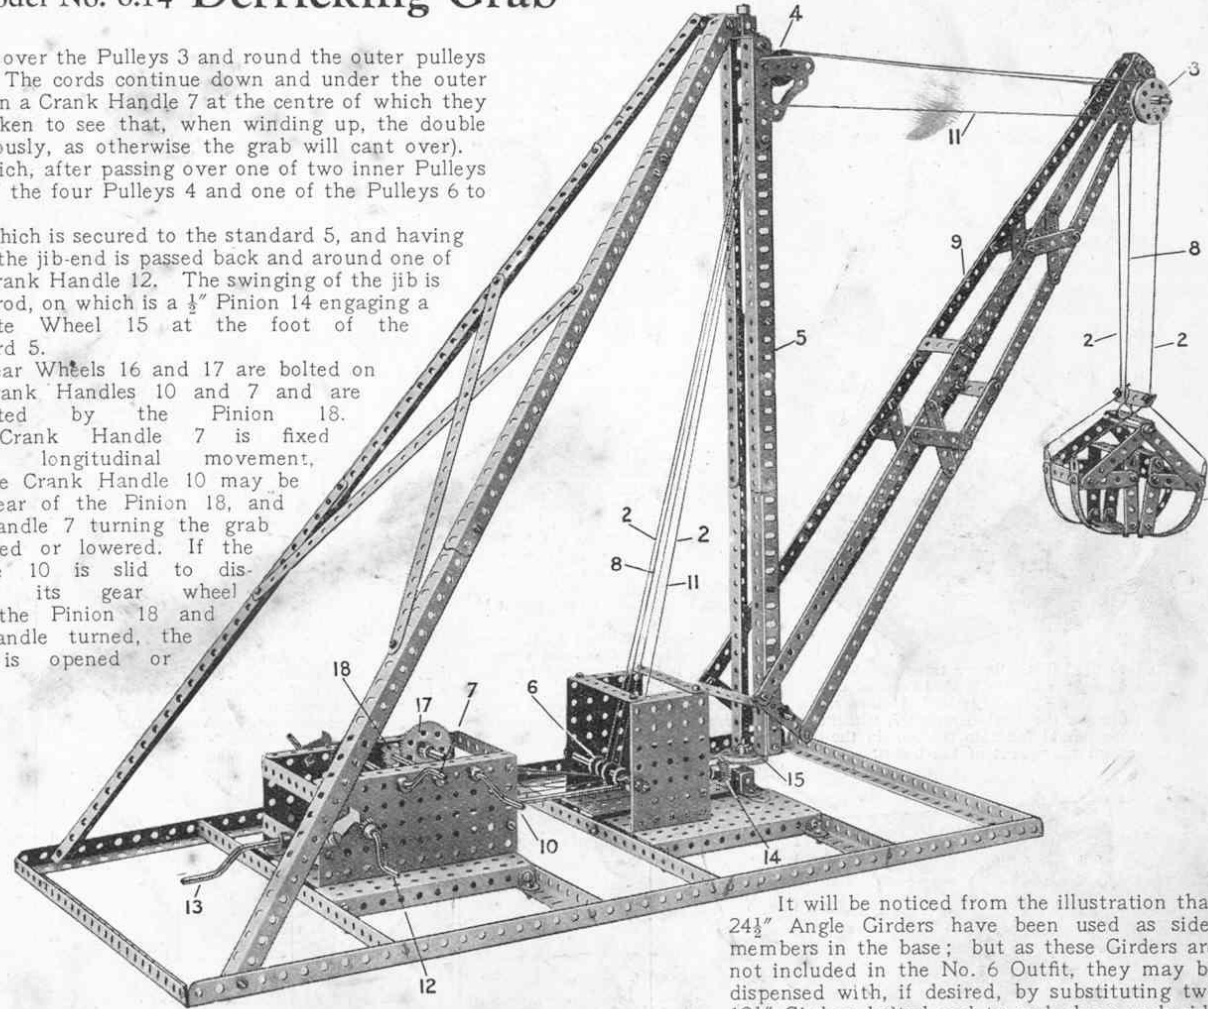 Model No. 6.14 Derricking Grab
over the Pulleys 3 and round the outer pulleys
The cords continue down and under the outer
n a Crank Handle 7 at the centre of which they
ken to see that, when winding up, the double
ously, as otherwise the grab will cant over).
ich, after passing over one of two inner Pulleys
the four Pulleys 4 and one of the Pulleys 6 to
hich is secured to the standard 5, and having
the jib-end is passed back and around one of
rank Handle 12. The swinging of the jib is
rod, on which is a ½″ Pinion 14 engaging a
te Wheel 15 at the foot of the
rd 5.
ear Wheels 16 and 17 are bolted on
rank Handles 10 and 7 and are
ted by the Pinion 18.
Crank Handle 7 is fixed
longitudinal movement,
e Crank Handle 10 may be
ear of the Pinion 18, and
andle 7 turning the grab
ed or lowered. If the
e 10 is slid to dis-
its gear wheel
the Pinion 18 and
andle turned, the
is opened or
4
3
11
9
8
5
2
2
2
2
8
11
18
17
7
6
15
14
10
13
12
It will be noticed from the illustration tha
24½″ Angle Girders have been used as side
members in the base; but as these Girders ar
not included in the No. 6 Outfit, they may b
dispensed with, if desired, by substituting tw